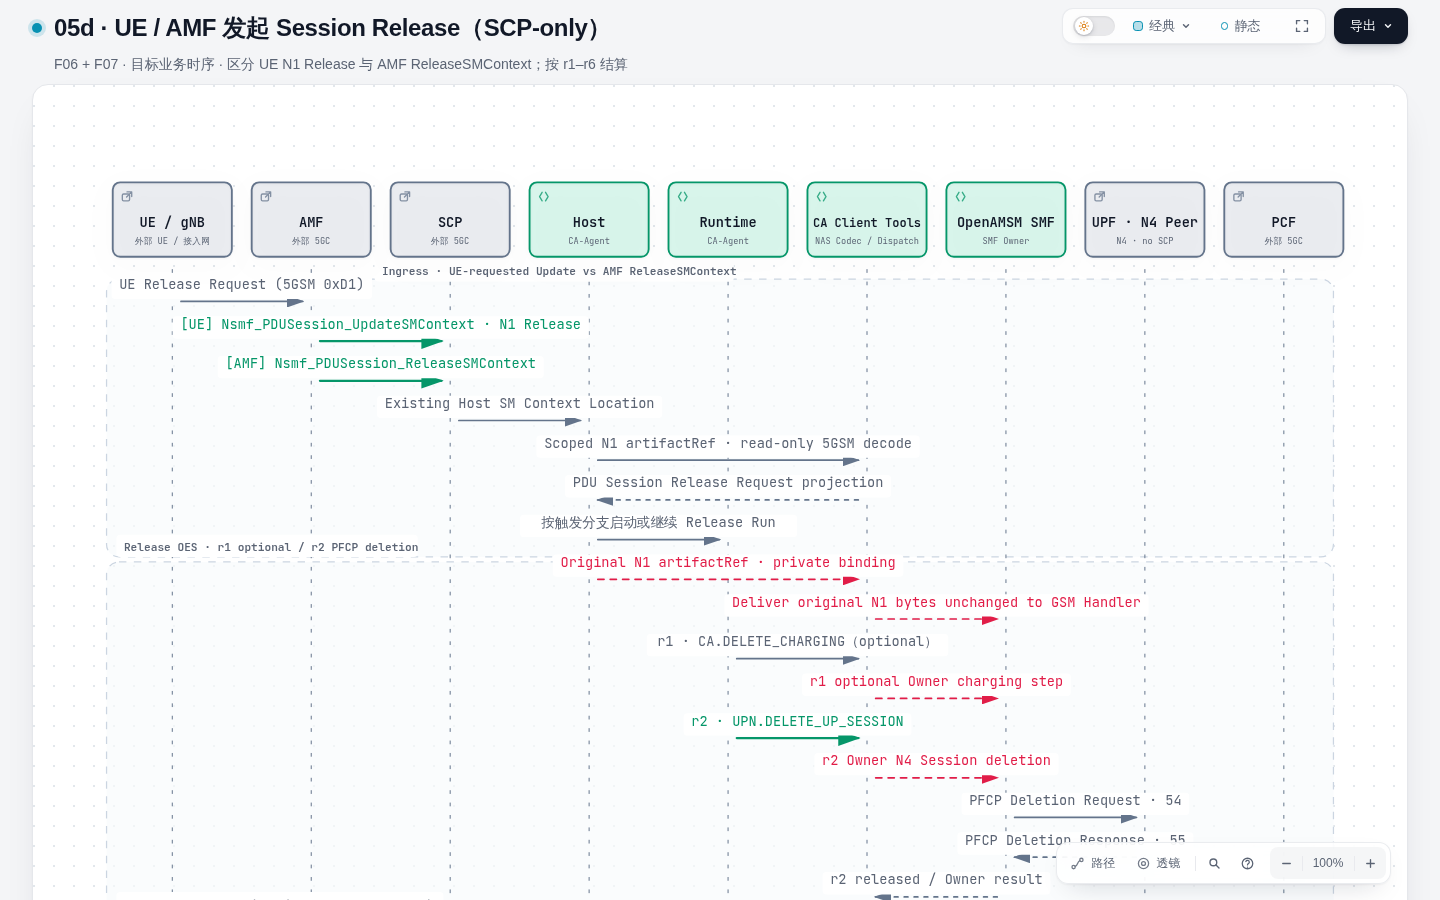 05d · UE / AMF 发起 Session Release（SCP-only）
经典
静态
导出
F06 + F07 · 目标业务时序 · 区分 UE N1 Release 与 AMF ReleaseSMContext；按 r1–r6 结算
UE / gNB
外部 UE / 接入网
AMF
外部 5GC
SCP
外部 5GC
Host
CA-Agent
Runtime
CA-Agent
CA Client Tools
NAS Codec / Dispatch
OpenAMSM SMF
SMF Owner
UPF · N4 Peer
N4 · no SCP
PCF
外部 5GC
Ingress · UE-requested Update vs AMF ReleaseSMContext
UE Release Request (5GSM 0xD1)
[UE] Nsmf_PDUSession_UpdateSMContext · N1 Release
[AMF] Nsmf_PDUSession_ReleaseSMContext
Existing Host SM Context Location
Scoped N1 artifactRef · read-only 5GSM decode
PDU Session Release Request projection
按触发分支启动或继续 Release Run
Release OES · r1 optional / r2 PFCP deletion
Original N1 artifactRef · private binding
Deliver original N1 bytes unchanged to GSM Handler
r1 · CA.DELETE_CHARGING（optional）
r1 optional Owner charging step
r2 · UPN.DELETE_UP_SESSION
r2 Owner N4 Session deletion
PFCP Deletion Request · 54
PFCP Deletion Response · 55
r2 released / Owner result
路径
透镜
100%